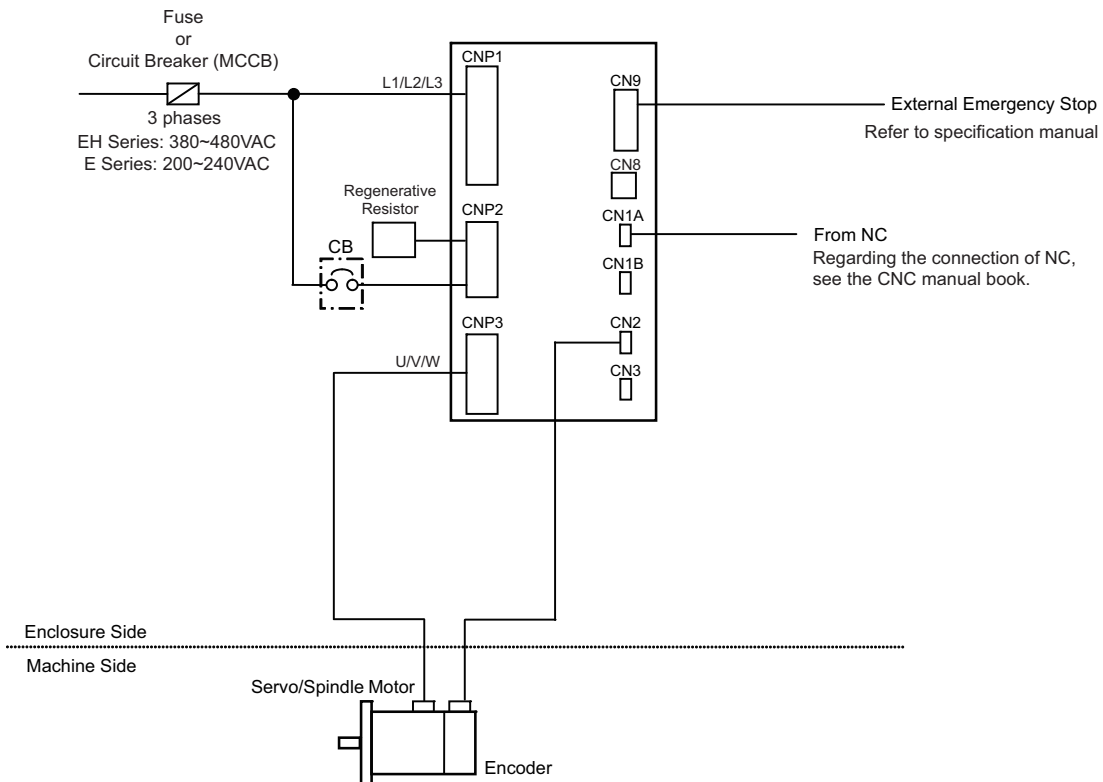 Fuse
or
Circuit Breaker (MCCB)
3 phases
EH Series: 380~480VAC
E Series: 200~240VAC
L1/L2/L3
CNP1
CN9
External Emergency Stop
Refer to specification manual
CN8
Regenerative
Resistor
CNP2
CN1A
From NC
Regarding the connection of NC,
see the CNC manual book.
CB
CN1B
CNP3
CN2
U/V/W
CN3
Enclosure Side
Machine Side
Servo/Spindle Motor
Encoder